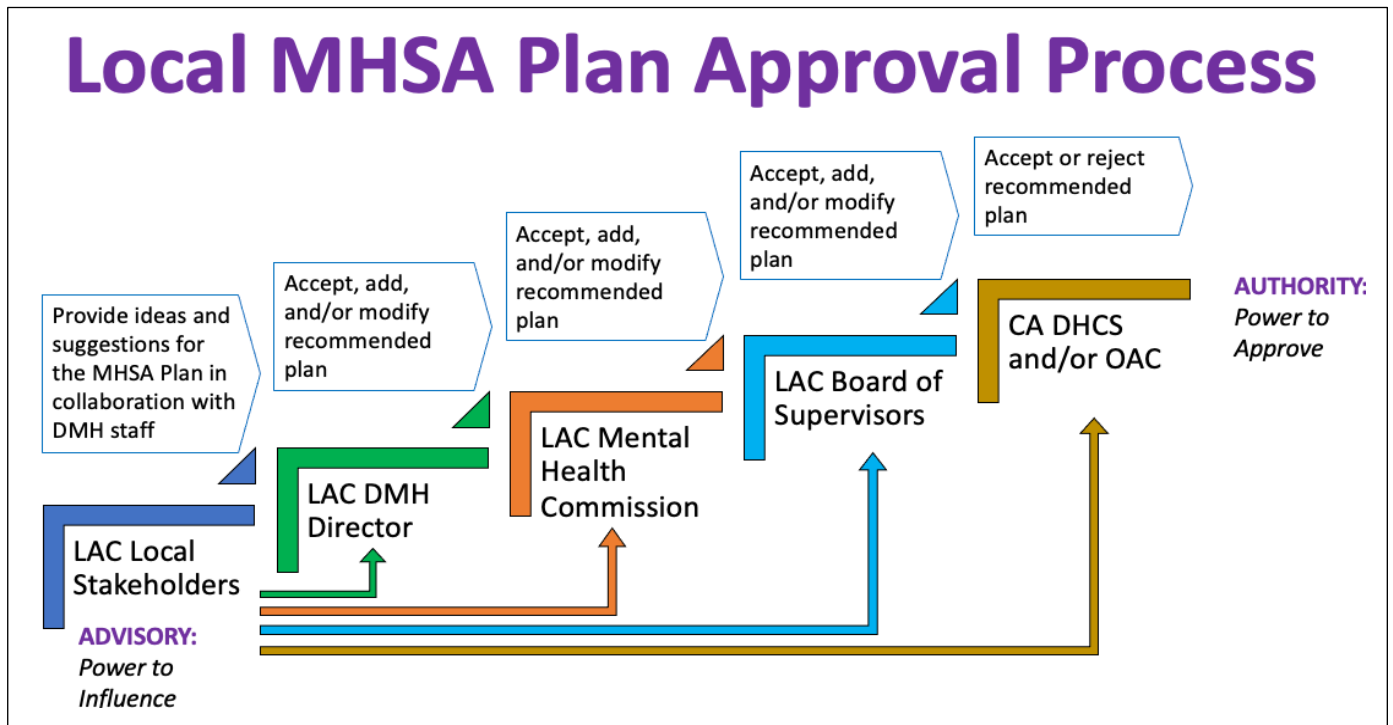 Local MHSA Plan Approval Process
Provide ideas and
suggestions for
the MHSA Plan in
collaboration with
DMH staff
LAC Local
Stakeholders
ADVISORY:
Power to
Influence
Accept, add,
and/or modify
recommended
plan
LAC DMH
Director
Accept, add,
and/or modify
recommended
plan
LAC Mental
Health
Commission
Accept, add,
and/or modify
recommended
plan
LAC Board of
Supervisors
Accept or reject
recommended
plan
CA DHCS
and/or OAC
AUTHORITY:
Power to
Approve